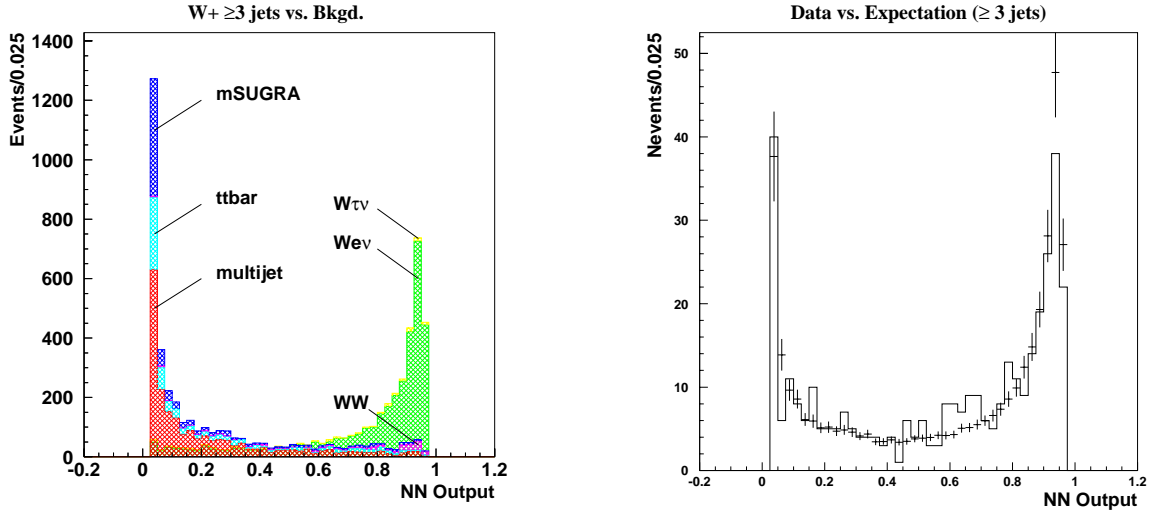 W+ ≥3 jets vs. Bkgd.
Events/0.025
1400
1200
1000
800
600
400
200
0
mSUGRA
ttbar
multijet
Wτν
Weν
WW
-0.2 0 0.2 0.4 0.6 0.8 1 1.2
NN Output
Data vs. Expectation (≥ 3 jets)
Nevents/0.025
50
40
30
20
10
0
-0.2 0 0.2 0.4 0.6 0.8 1 1.2
NN Output